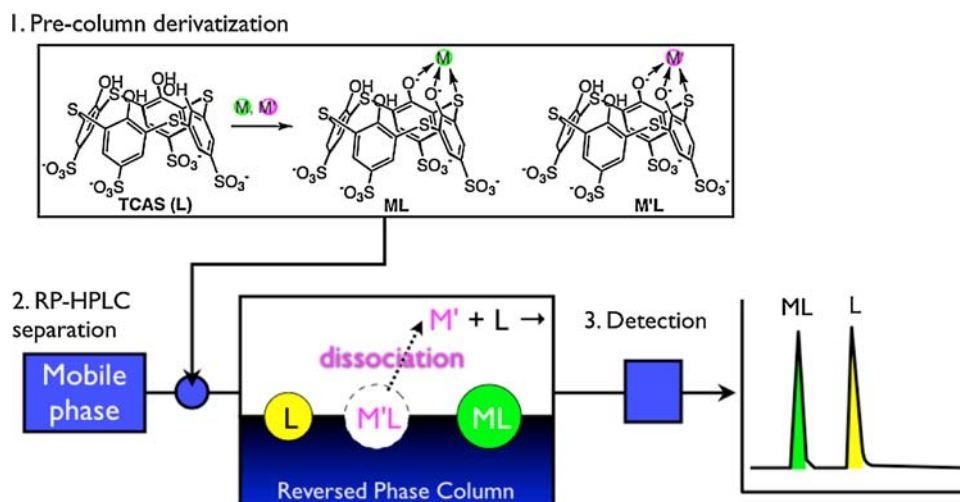 1. Pre-column derivatization
OH OH OH OH S S S S
M, M'
-O3S SO3- SO3- -O3S
TCAS (L)
M
O- O- OH OH S S S S
-O3S SO3- SO3- -O3S
ML
M'
O- O- OH OH S S S S
-O3S SO3- SO3- -O3S
M'L
2. RP-HPLC
separation
Mobile
phase
M' + L →
dissociation
L
M'L
ML
Reversed Phase Column
3. Detection
ML
L